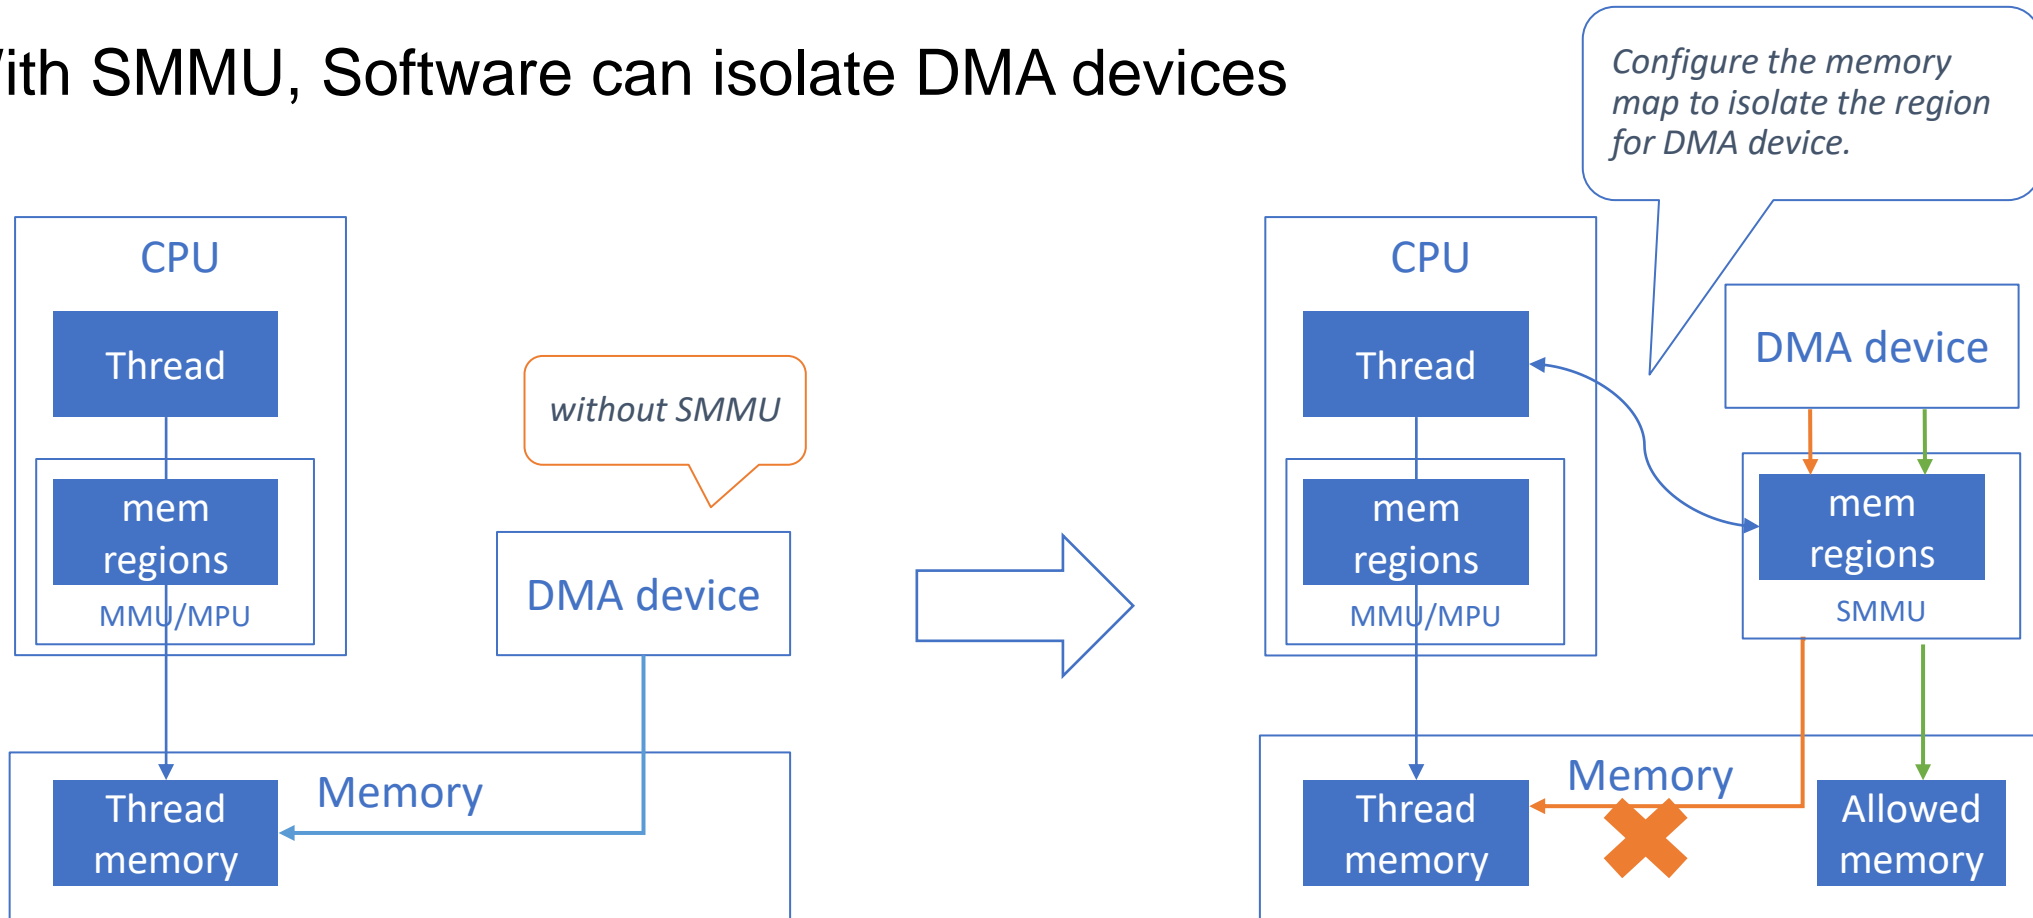 ith SMMU, Software can isolate DMA devices
Configure the memory
map to isolate the region
for DMA device.
CPU
Thread
mem
regions
MMU/MPU
without SMMU
DMA device
Memory
Thread
memory
CPU
Thread
mem
regions
MMU/MPU
DMA device
mem
regions
SMMU
Memory
Thread
memory
Allowed
memory